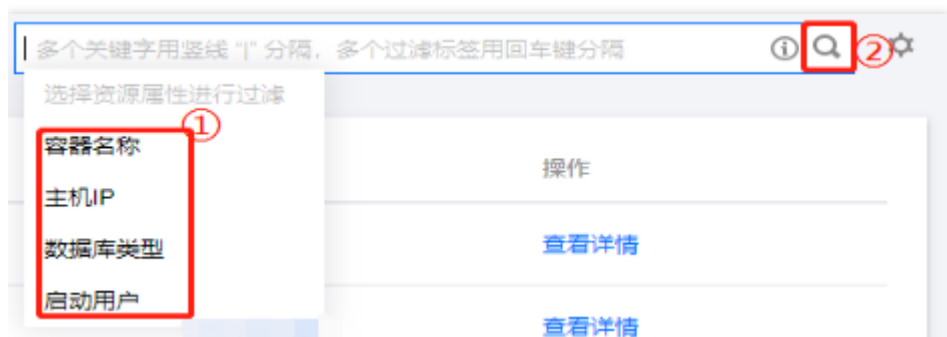 多个关键字用竖线 "|" 分隔，多个过滤标签用回车键分隔
②
选择资源属性进行过滤
①
容器名称
操作
主机IP
数据库类型
查看详情
启动用户
查看详情